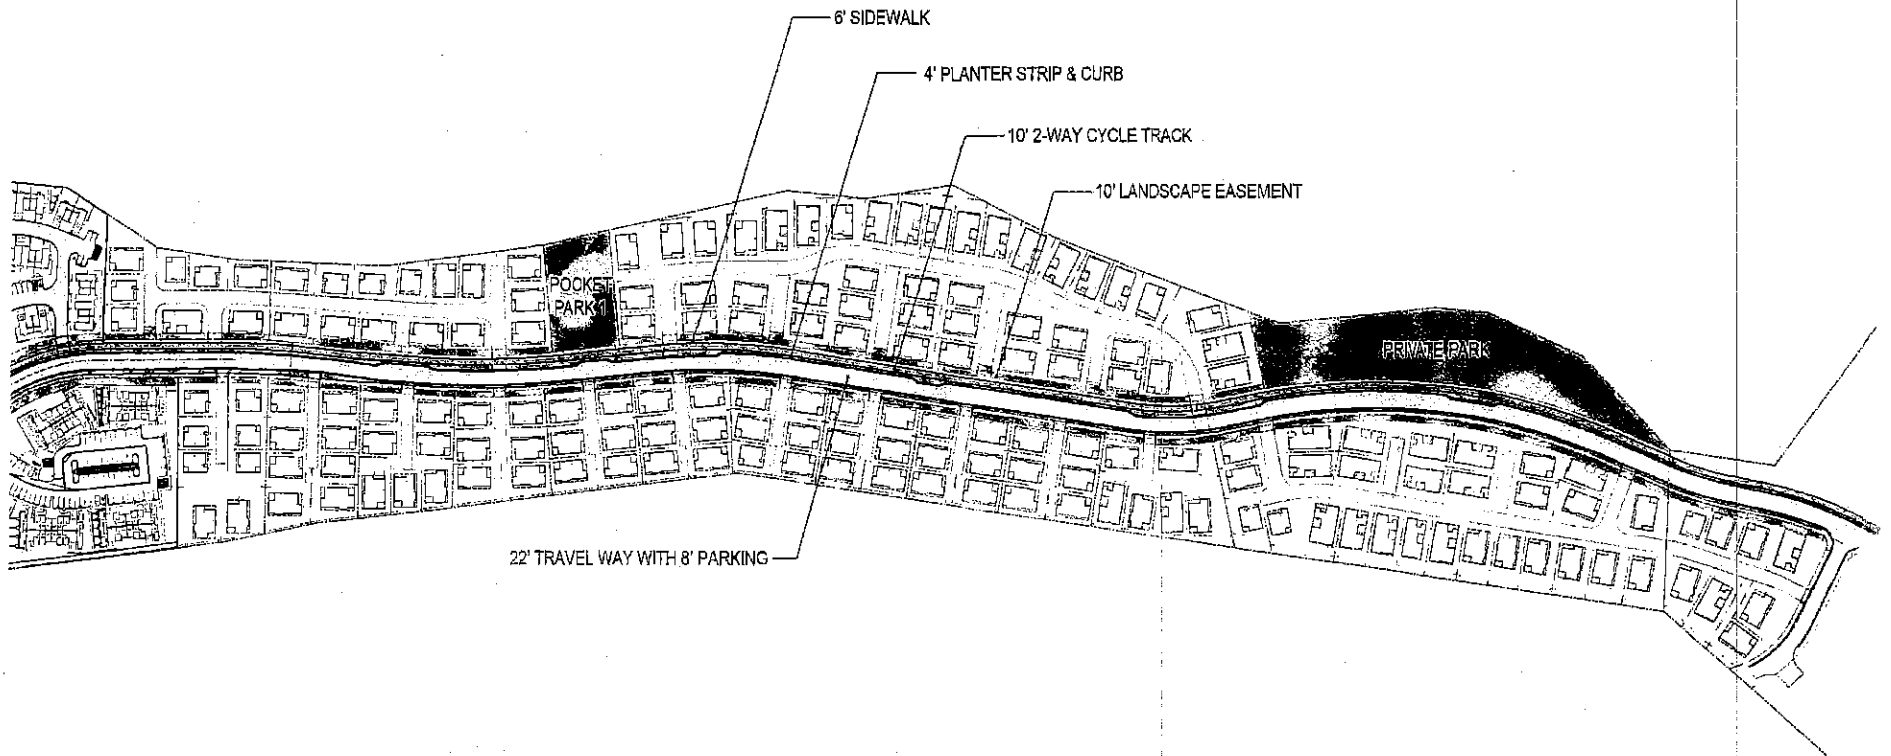 6' SIDEWALK
4' PLANTER STRIP & CURB
10' 2-WAY CYCLE TRACK
10' LANDSCAPE EASEMENT
POCKET
PARK 1
PRIVATE PARK
22' TRAVEL WAY WITH 8' PARKING